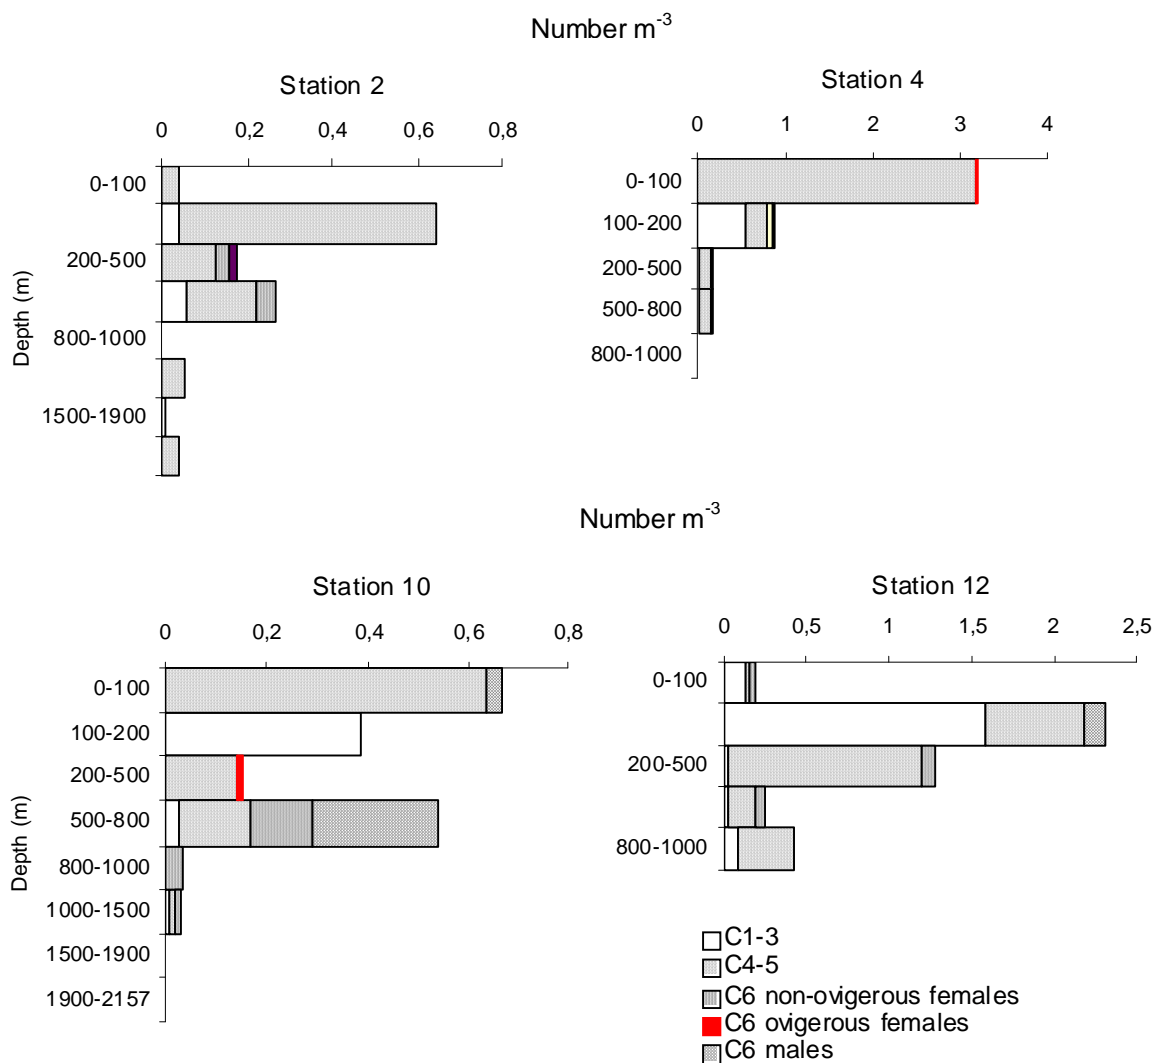 Number m-3
Station 2
0 0,2 0,4 0,6 0,8
Depth (m)
0-100
200-500
800-1000
1500-1900
Station 4
0 1 2 3 4
0-100
100-200
200-500
500-800
800-1000
Number m-3
Station 10
0 0,2 0,4 0,6 0,8
Depth (m)
0-100
100-200
200-500
500-800
800-1000
1000-1500
1500-1900
1900-2157
Station 12
0 0,5 1 1,5 2 2,5
0-100
200-500
800-1000
C1-3
C4-5
C6 non-ovigerous females
C6 ovigerous females
C6 males